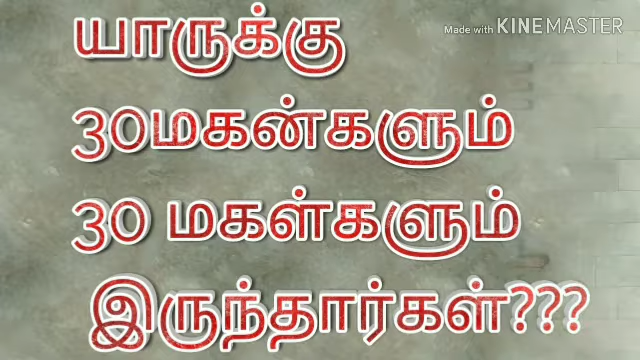 Made with KINEMASTER
யாருக்கு
30மகன்களும்
30 மகள்களும்
இருந்தார்கள்???